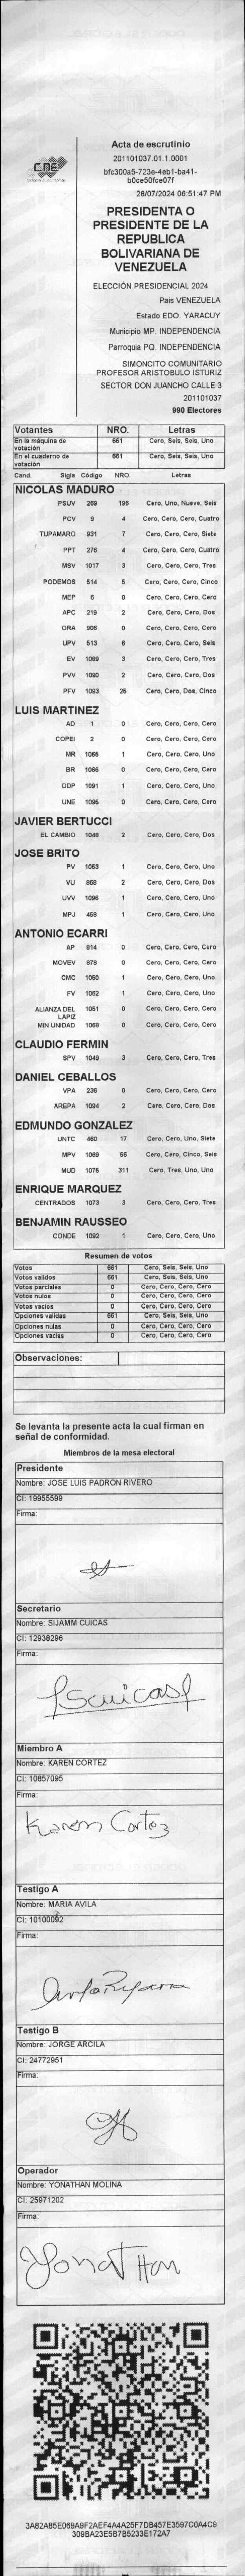 CNE
Acta de escrutinio
201101037.01.1.0001
bfc300a5-723e-4eb1-ba41-
b0ce50fce07f
28/07/2024 06:51:47 PM
PRESIDENTA O
PRESIDENTE DE LA
REPUBLICA
BOLIVARIANA DE
VENEZUELA
ELECCIÓN PRESIDENCIAL 2024
Pais VENEZUELA
Estado EDO. YARACUY
Municipio MP. INDEPENDENCIA
Parroquia PQ. INDEPENDENCIA
SIMONCITO COMUNITARIO
PROFESOR ARISTOBULO ISTURIZ
SECTOR DON JUANCHO CALLE 3
201101037
990 Electores
Votantes NRO. Letras
En la máquina de votación 661 Cero, Seis, Seis, Uno
En el cuaderno de votación 661 Cero, Seis, Seis, Uno
Cand. Sigla Código NRO. Letras
NICOLAS MADURO
PSUV 269 196 Cero, Uno, Nueve, Seis
PCV 9 4 Cero, Cero, Cero, Cuatro
TUPAMARO 931 7 Cero, Cero, Cero, Siete
PPT 276 4 Cero, Cero, Cero, Cuatro
MSV 1017 3 Cero, Cero, Cero, Tres
PODEMOS 514 5 Cero, Cero, Cero, Cinco
MEP 6 0 Cero, Cero, Cero, Cero
APC 219 2 Cero, Cero, Cero, Dos
ORA 906 0 Cero, Cero, Cero, Cero
UPV 513 6 Cero, Cero, Cero, Seis
EV 1089 3 Cero, Cero, Cero, Tres
PVV 1090 2 Cero, Cero, Cero, Dos
PFV 1093 25 Cero, Cero, Dos, Cinco
LUIS MARTINEZ
AD 1 0 Cero, Cero, Cero, Cero
COPEI 2 0 Cero, Cero, Cero, Cero
MR 1065 1 Cero, Cero, Cero, Uno
BR 1066 0 Cero, Cero, Cero, Cero
DDP 1091 1 Cero, Cero, Cero, Uno
UNE 1095 0 Cero, Cero, Cero, Cero
JAVIER BERTUCCI
EL CAMBIO 1048 2 Cero, Cero, Cero, Dos
JOSE BRITO
PV 1053 1 Cero, Cero, Cero, Uno
VU 868 2 Cero, Cero, Cero, Dos
UVV 1096 1 Cero, Cero, Cero, Uno
MPJ 458 1 Cero, Cero, Cero, Uno
ANTONIO ECARRI
AP 814 0 Cero, Cero, Cero, Cero
MOVEV 878 0 Cero, Cero, Cero, Cero
CMC 1050 1 Cero, Cero, Cero, Uno
FV 1062 1 Cero, Cero, Cero, Uno
ALIANZA DEL LAPIZ 1051 0 Cero, Cero, Cero, Cero
MIN UNIDAD 1068 0 Cero, Cero, Cero, Cero
CLAUDIO FERMIN
SPV 1049 3 Cero, Cero, Cero, Tres
DANIEL CEBALLOS
VPA 236 0 Cero, Cero, Cero, Cero
AREPA 1094 2 Cero, Cero, Cero, Dos
EDMUNDO GONZALEZ
UNTC 460 17 Cero, Cero, Uno, Siete
MPV 1069 56 Cero, Cero, Cinco, Seis
MUD 1075 311 Cero, Tres, Uno, Uno
ENRIQUE MARQUEZ
CENTRADOS 1073 3 Cero, Cero, Cero, Tres
BENJAMIN RAUSSEO
CONDE 1092 1 Cero, Cero, Cero, Uno
Resumen de votos
Votos 661 Cero, Seis, Seis, Uno
Votos validos 661 Cero, Seis, Seis, Uno
Votos parciales 0 Cero, Cero, Cero, Cero
Votos nulos 0 Cero, Cero, Cero, Cero
Votos vacios 0 Cero, Cero, Cero, Cero
Opciones validas 661 Cero, Seis, Seis, Uno
Opciones nulas 0 Cero, Cero, Cero, Cero
Opciones vacias 0 Cero, Cero, Cero, Cero
Observaciones:
Se levanta la presente acta la cual firman en
señal de conformidad.
Miembros de la mesa electoral
Presidente
Nombre: JOSE LUIS PADRON RIVERO
CI: 19955599
Firma:
Secretario
Nombre: SIJAMM CUICAS
CI: 12936296
Firma:
Miembro A
Nombre: KAREN CORTEZ
CI: 10857095
Firma:
Karem Cortez
Testigo A
Nombre: MARIA AVILA
CI: 10100092
Firma:
Testigo B
Nombre: JORGE ARCILA
CI: 24772951
Firma:
Operador
Nombre: YONATHAN MOLINA
CI: 25971202
Firma:
YonatHan
3A82A85E069A9F2AEF4A4A25F7DB457E3597C0A4C9
309BA23E5B7B5233E172A7